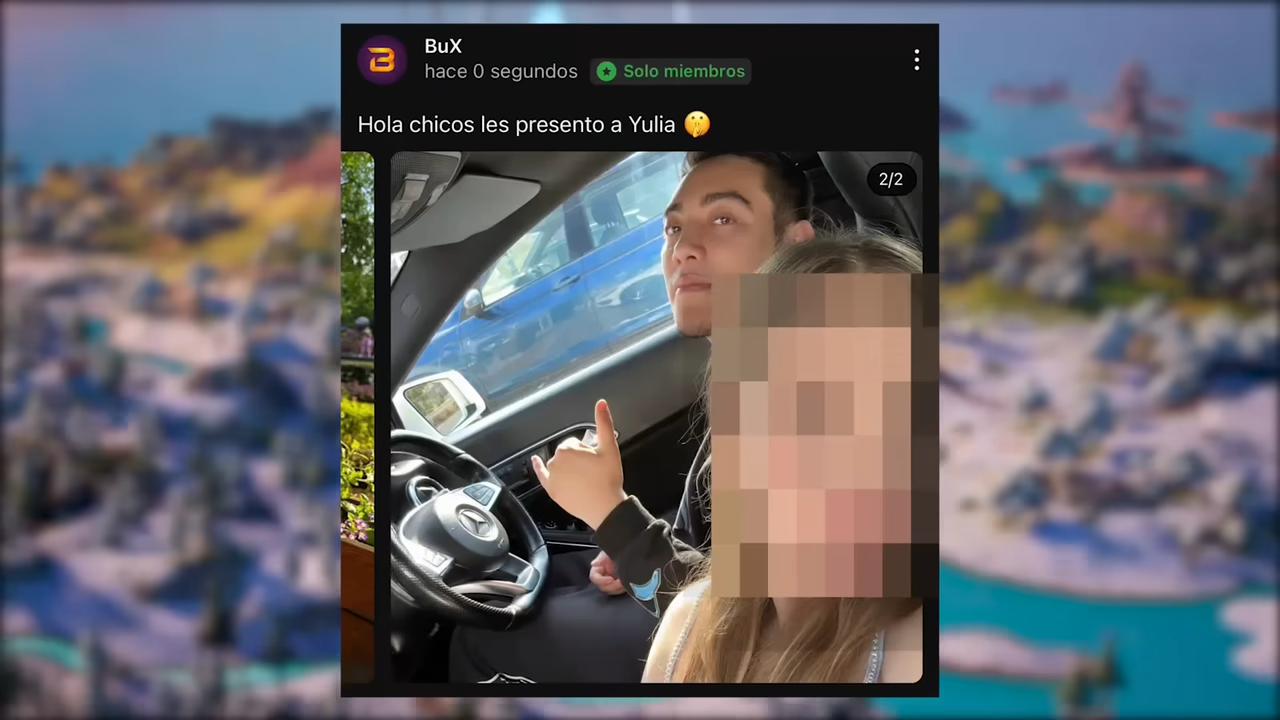 BuX
hace 0 segundos Solo miembros
Hola chicos les presento a Yulia 🤫
2/2